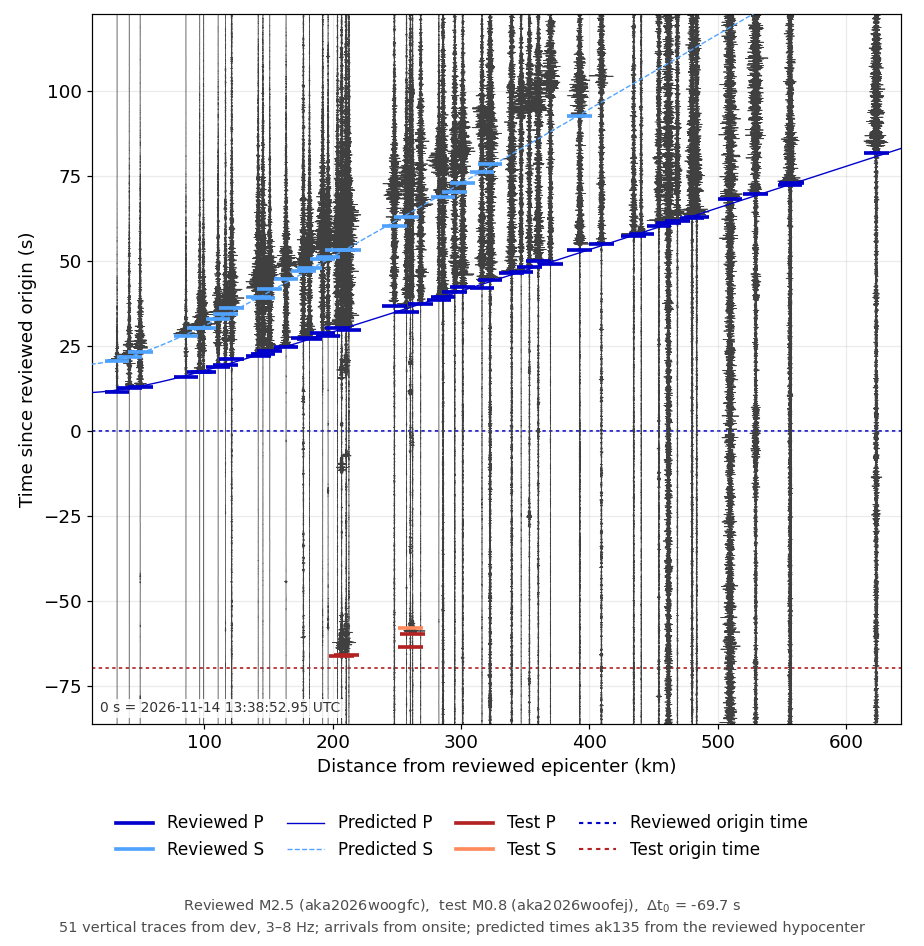 100
75
50
25
0
−25
−50
−75
Time since reviewed origin (s)
0 s = 2026-11-14 13:38:52.95 UTC
100 200 300 400 500 600
Distance from reviewed epicenter (km)
Reviewed P Predicted P Test P Reviewed origin time
Reviewed S Predicted S Test S Test origin time
Reviewed M2.5 (aka2026woogfc), test M0.8 (aka2026woofej), Δt₀ = -69.7 s
51 vertical traces from dev, 3–8 Hz; arrivals from onsite; predicted times ak135 from the reviewed hypocenter